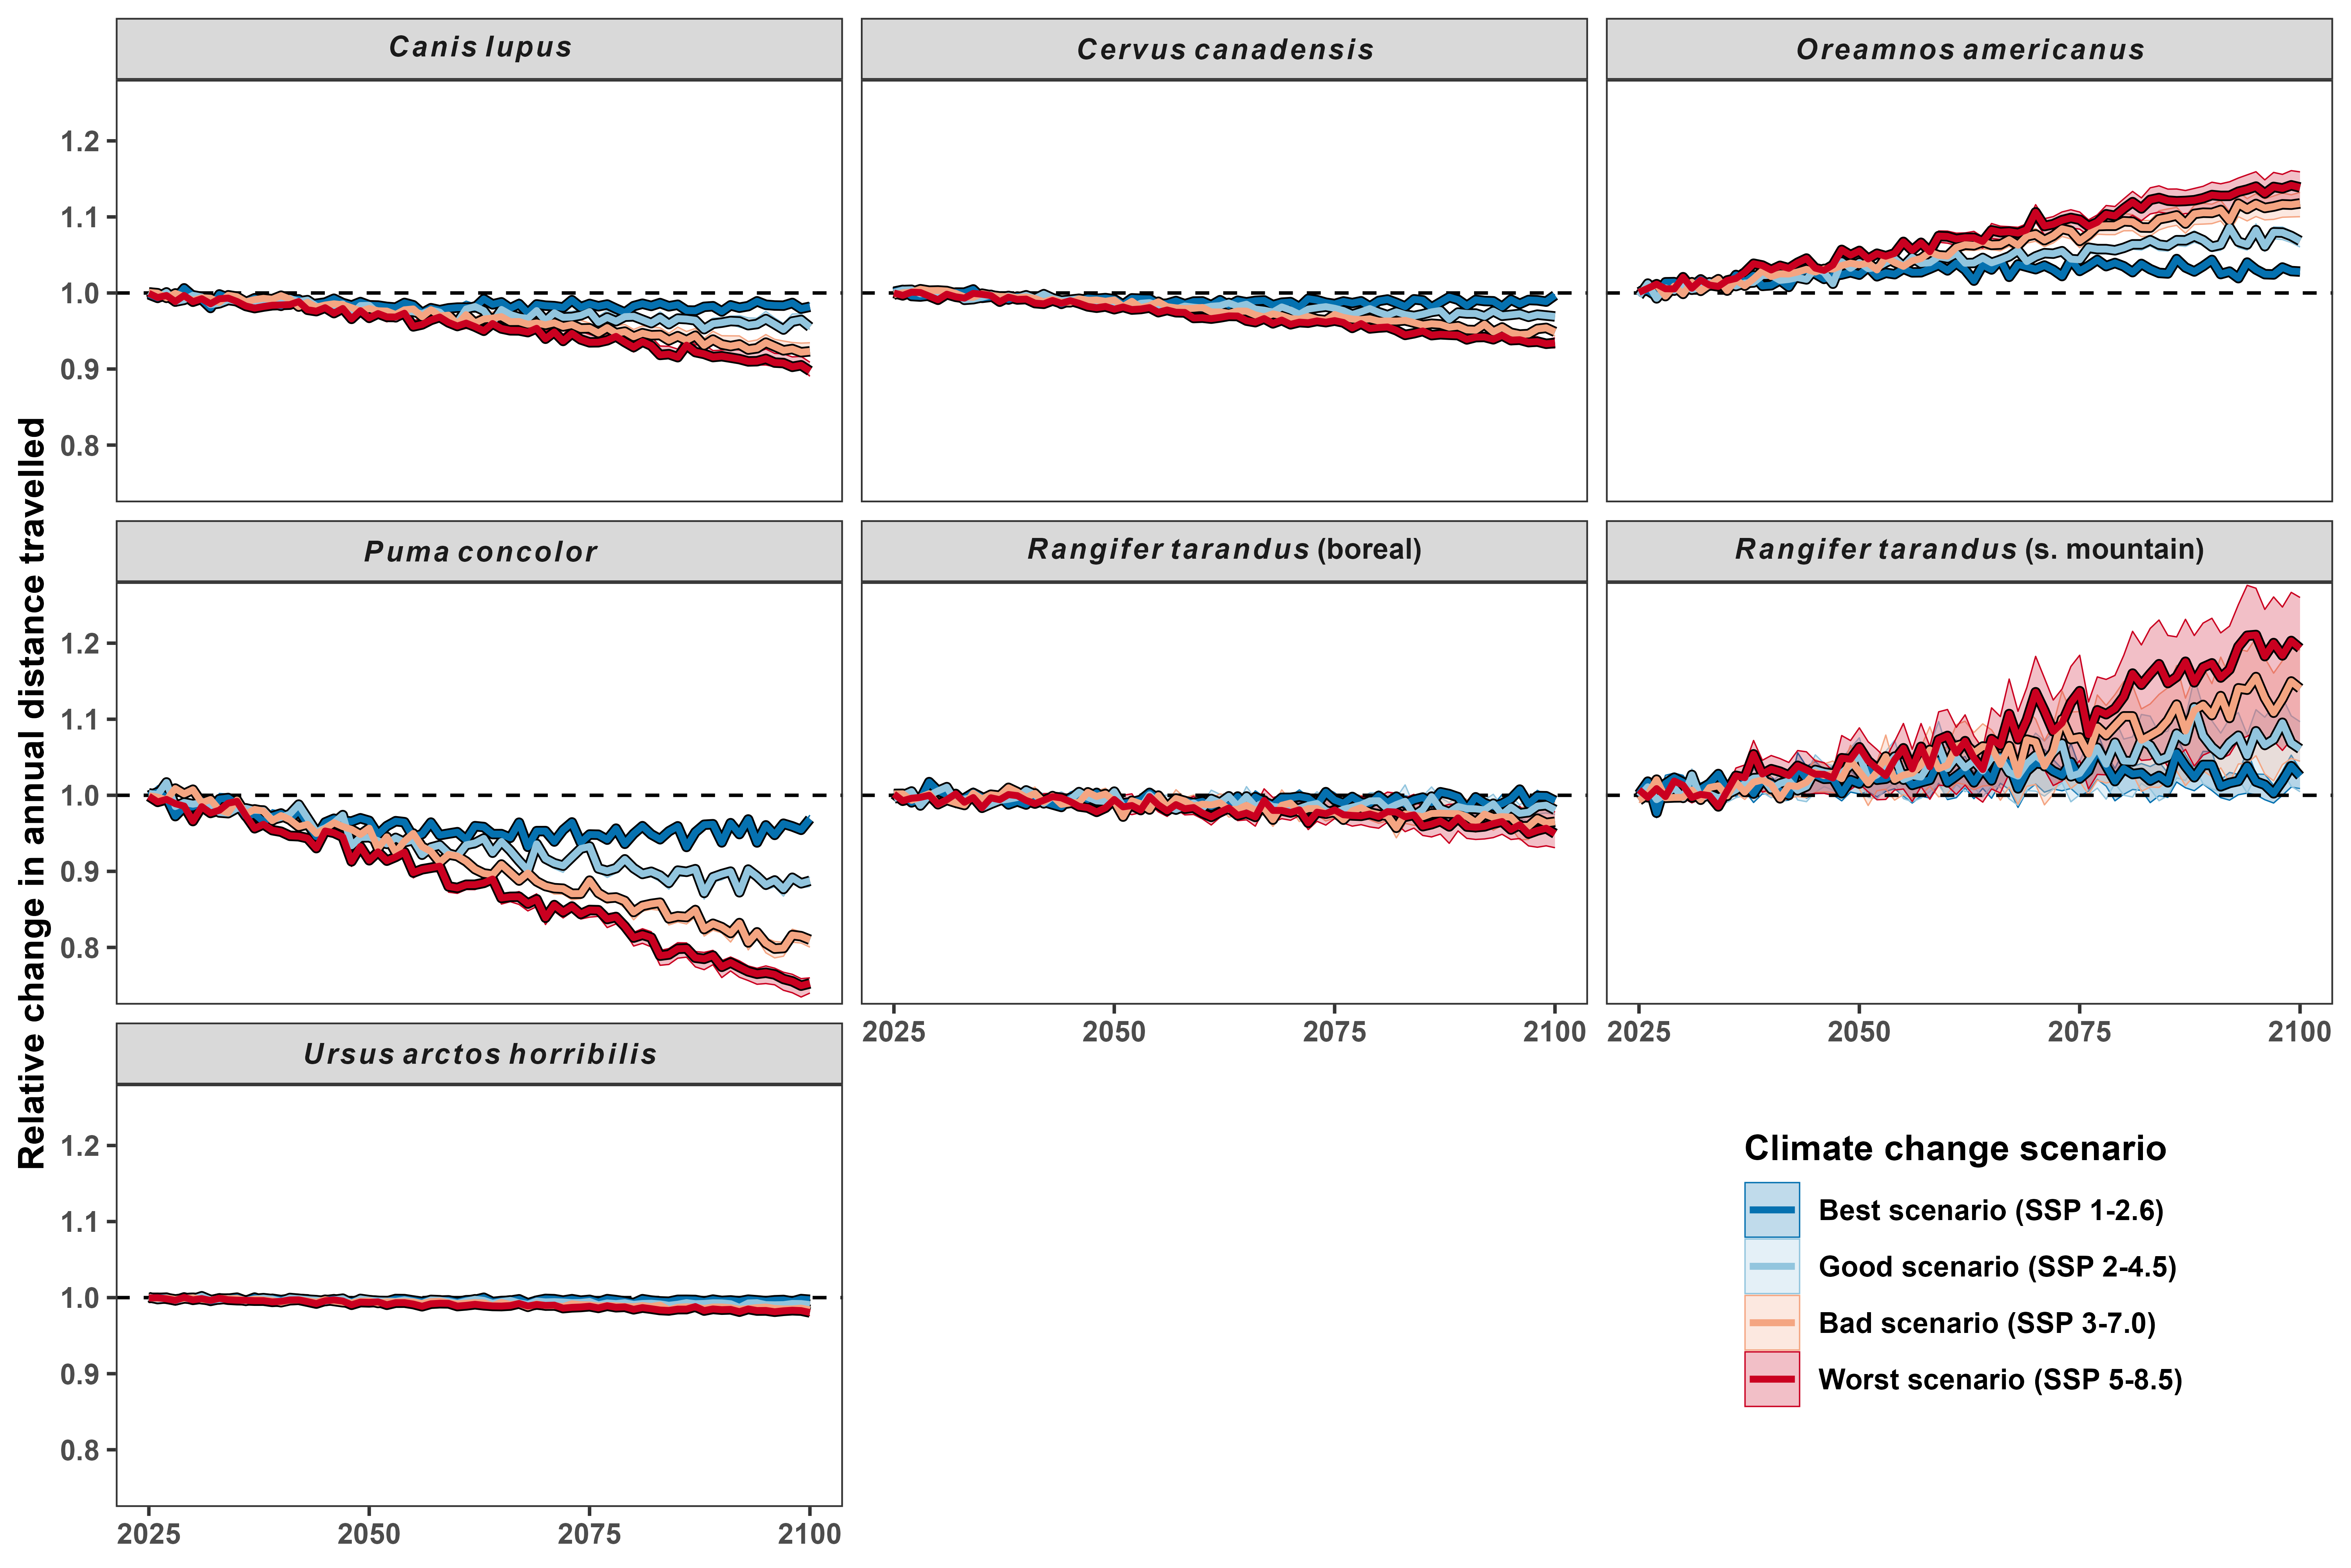 Canis lupus
Cervus canadensis
Oreamnos americanus
1.2
1.1
1.0
0.9
0.8
Puma concolor
Rangifer tarandus (boreal)
Rangifer tarandus (s. mountain)
1.2
1.1
1.0
0.9
0.8
2025 2050 2075 2100
2025 2050 2075 2100
Ursus arctos horribilis
1.2
1.1
1.0
0.9
0.8
2025 2050 2075 2100
Relative change in annual distance travelled
Climate change scenario
Best scenario (SSP 1-2.6)
Good scenario (SSP 2-4.5)
Bad scenario (SSP 3-7.0)
Worst scenario (SSP 5-8.5)